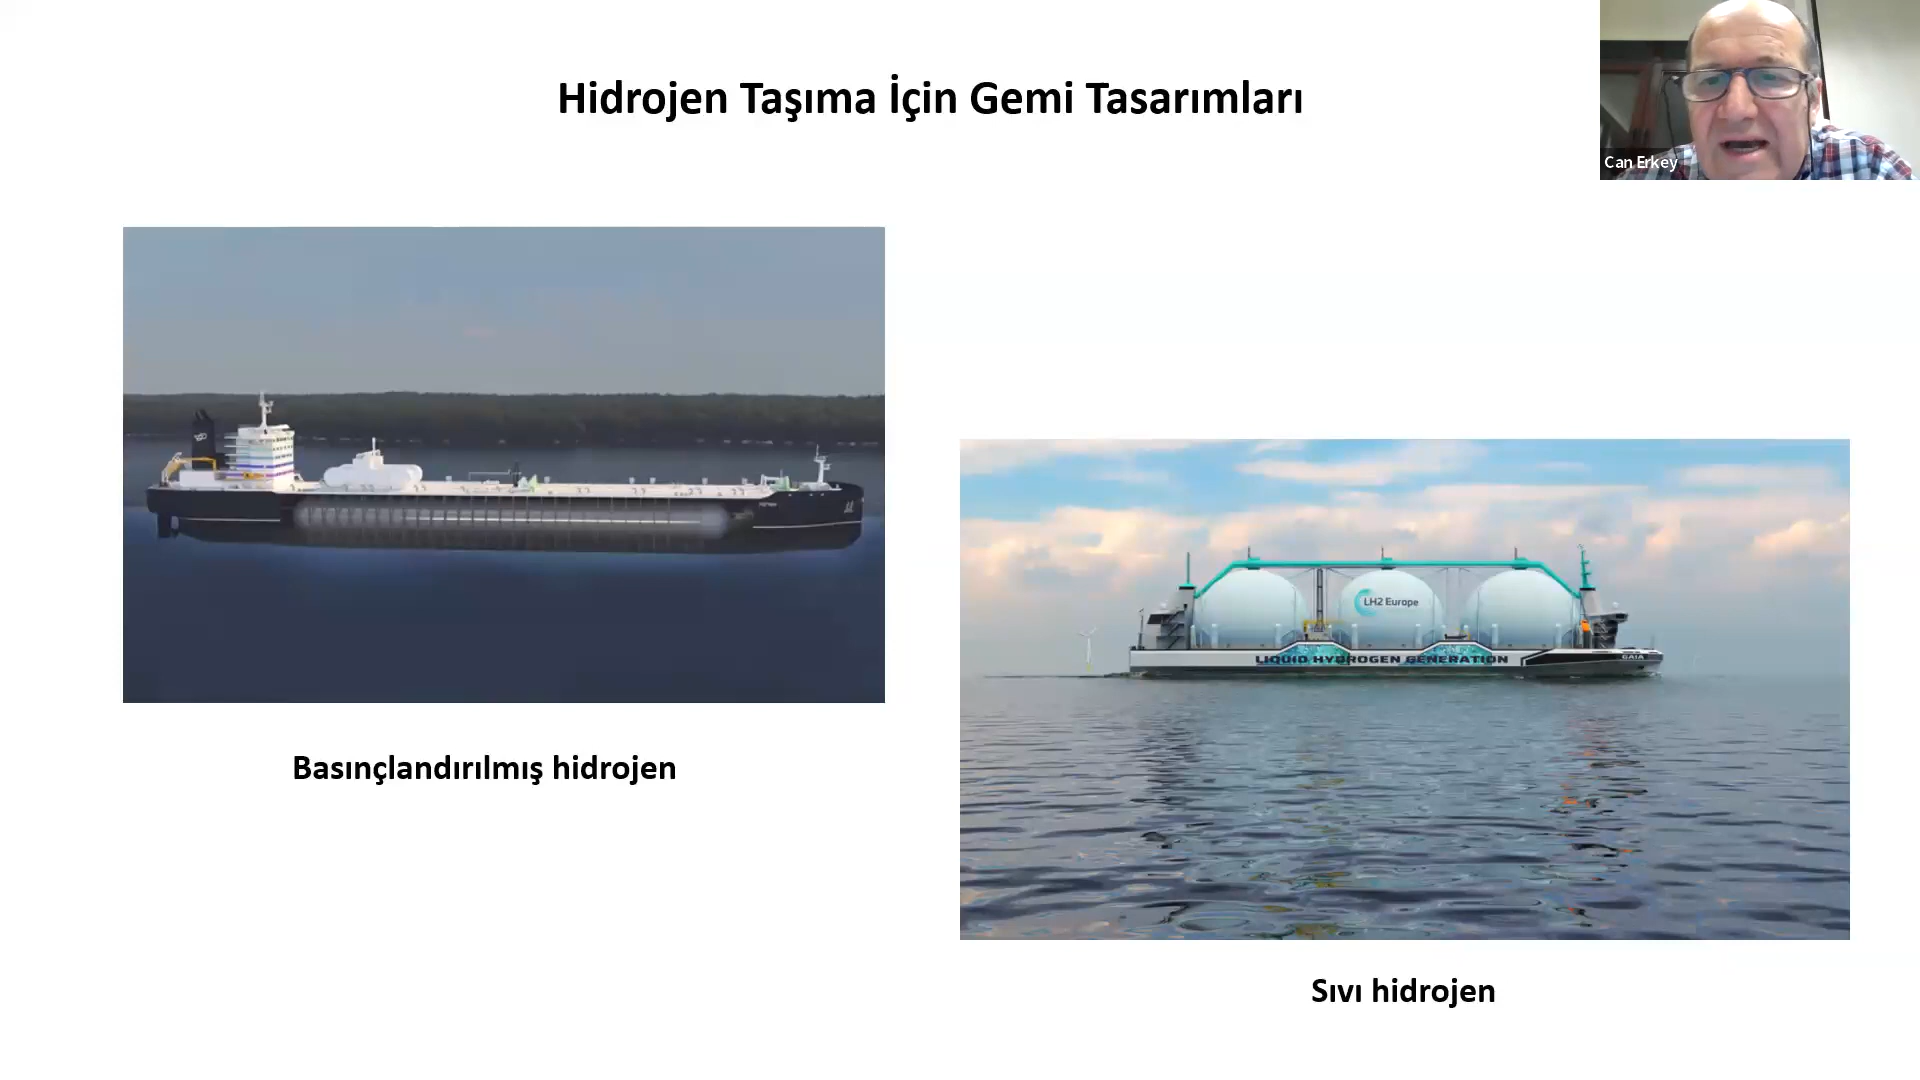 Hidrojen Taşıma İçin Gemi Tasarımları
Can Erkey
LH2 Europe
LIQUID HYDROGEN GENERATION
GAIA
Basınçlandırılmış hidrojen
Sıvı hidrojen